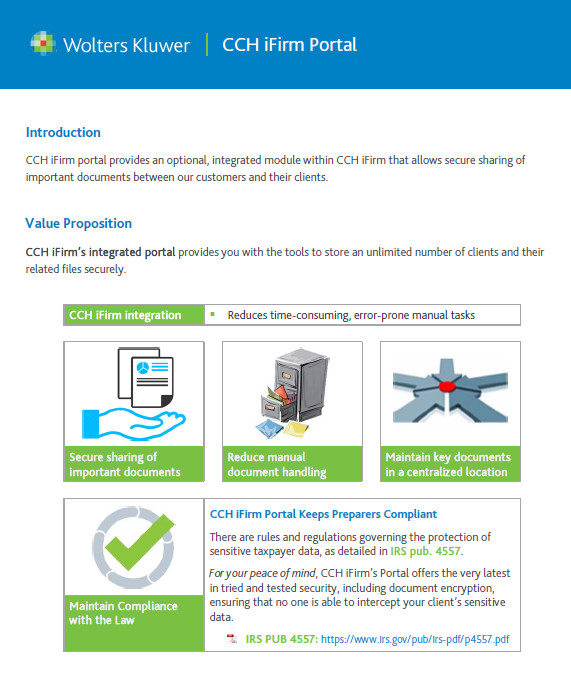 Wolters Kluwer | CCH iFirm Portal
Introduction
CCH iFirm portal provides an optional, integrated module within CCH iFirm that allows secure sharing of
important documents between our customers and their clients.
Value Proposition
CCH iFirm's integrated portal provides you with the tools to store an unlimited number of clients and their
related files securely.
CCH iFirm integration
▪ Reduces time-consuming, error-prone manual tasks
Secure sharing of
important documents
Reduce manual
document handling
Maintain key documents
in a centralized location
Maintain Compliance
with the Law
CCH iFirm Portal Keeps Preparers Compliant
There are rules and regulations governing the protection of
sensitive taxpayer data, as detailed in IRS pub. 4557.
For your peace of mind, CCH iFirm's Portal offers the very latest
in tried and tested security, including document encryption,
ensuring that no one is able to intercept your client's sensitive
data.
IRS PUB 4557: https://www.irs.gov/pub/irs-pdf/p4557.pdf